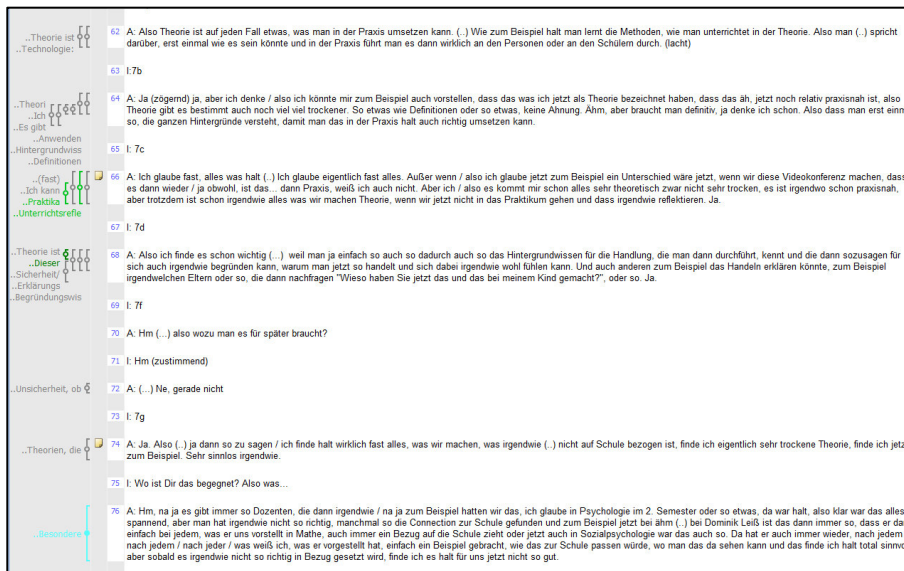 ..Theorie ist
..Technologie:
62 A: Also Theorie ist auf jeden Fall etwas, was man in der Praxis umsetzen kann. (..) Wie zum Beispiel halt man lernt die Methoden, wie man unterrichtet in der Theorie. Also man (..) spricht
darüber, erst einmal wie es sein könnte und in der Praxis führt man es dann wirklich an den Personen oder an den Schülern durch. (lacht)
63 I:7b
..Theori
..Ich
..Es gibt
..Anwenden
..Hintergrundwiss
..Definitionen
64 A: Ja (zögernd) ja, aber ich denke / also ich könnte mir zum Beispiel auch vorstellen, dass das was ich jetzt als Theorie bezeichnet haben, dass das äh, jetzt noch relativ praxisnah ist, also
Theorie gibt es bestimmt auch noch viel viel trockener. So etwas wie Definitionen oder so etwas, keine Ahnung. Ähm, aber braucht man definitiv, ja denke ich schon. Also dass man erst einm
so, die ganzen Hintergründe versteht, damit man das in der Praxis halt auch richtig umsetzen kann.
65 I: 7c
..(fast)
..Ich kann
..Praktika
..Unterrichtsrefle
66 A: Ich glaube fast, alles was halt (..) Ich glaube eigentlich fast alles. Außer wenn / also ich glaube jetzt zum Beispiel ein Unterschied wäre jetzt, wenn wir diese Videokonferenz machen, dass
es dann wieder / ja obwohl, ist das... dann Praxis, weiß ich auch nicht. Aber ich / also es kommt mir schon alles sehr theoretisch zwar nicht sehr trocken, es ist irgendwo schon praxisnah,
aber trotzdem ist schon irgendwie alles was wir machen Theorie, wenn wir jetzt nicht in das Praktikum gehen und dass irgendwie reflektieren. Ja.
67 I: 7d
..Theorie ist
..Dieser
..Sicherheit/
..Erklärungs
..Begründungswis
68 A: Also ich finde es schon wichtig (...) weil man ja einfach so auch so dadurch auch so das Hintergrundwissen für die Handlung, die man dann durchführt, kennt und die dann sozusagen für
sich auch irgendwie begründen kann, warum man jetzt so handelt und sich dabei irgendwie wohl fühlen kann. Und auch anderen zum Beispiel das Handeln erklären könnte, zum Beispiel
irgendwelchen Eltern oder so, die dann nachfragen "Wieso haben Sie jetzt das und das bei meinem Kind gemacht?", oder so. Ja.
69 I: 7f
70 A: Hm (...) also wozu man es für später braucht?
71 I: Hm (zustimmend)
..Unsicherheit, ob
72 A: (...) Ne, gerade nicht
73 I: 7g
..Theorien, die
74 A: Ja. Also (..) ja dann so zu sagen / ich finde halt wirklich fast alles, was wir machen, was irgendwie (..) nicht auf Schule bezogen ist, finde ich eigentlich sehr trockene Theorie, finde ich jetz
zum Beispiel. Sehr sinnlos irgendwie.
75 I: Wo ist Dir das begegnet? Also was...
..Besondere
76 A: Hm, na ja es gibt immer so Dozenten, die dann irgendwie / na ja zum Beispiel hatten wir das, ich glaube in Psychologie im 2. Semester oder so etwas, da war halt, also klar war das alles
spannend, aber man hat irgendwie nicht so richtig, manchmal so die Connection zur Schule gefunden und zum Beispiel jetzt bei ähm (..) bei Dominik Leiß ist das dann immer so, dass er da
einfach bei jedem, was er uns vorstellt in Mathe, auch immer ein Bezug auf die Schule zieht oder jetzt auch in Sozialpsychologie war das auch so. Da hat er auch immer wieder, nach jedem
nach jedem / nach jeder / was weiß ich, was er vorgestellt hat, einfach ein Beispiel gebracht, wie das zur Schule passen würde, wo man das da sehen kann und das finde ich halt total sinnvo
aber sobald es irgendwie nicht so richtig in Bezug gesetzt wird, finde ich es halt für uns jetzt nicht so gut.